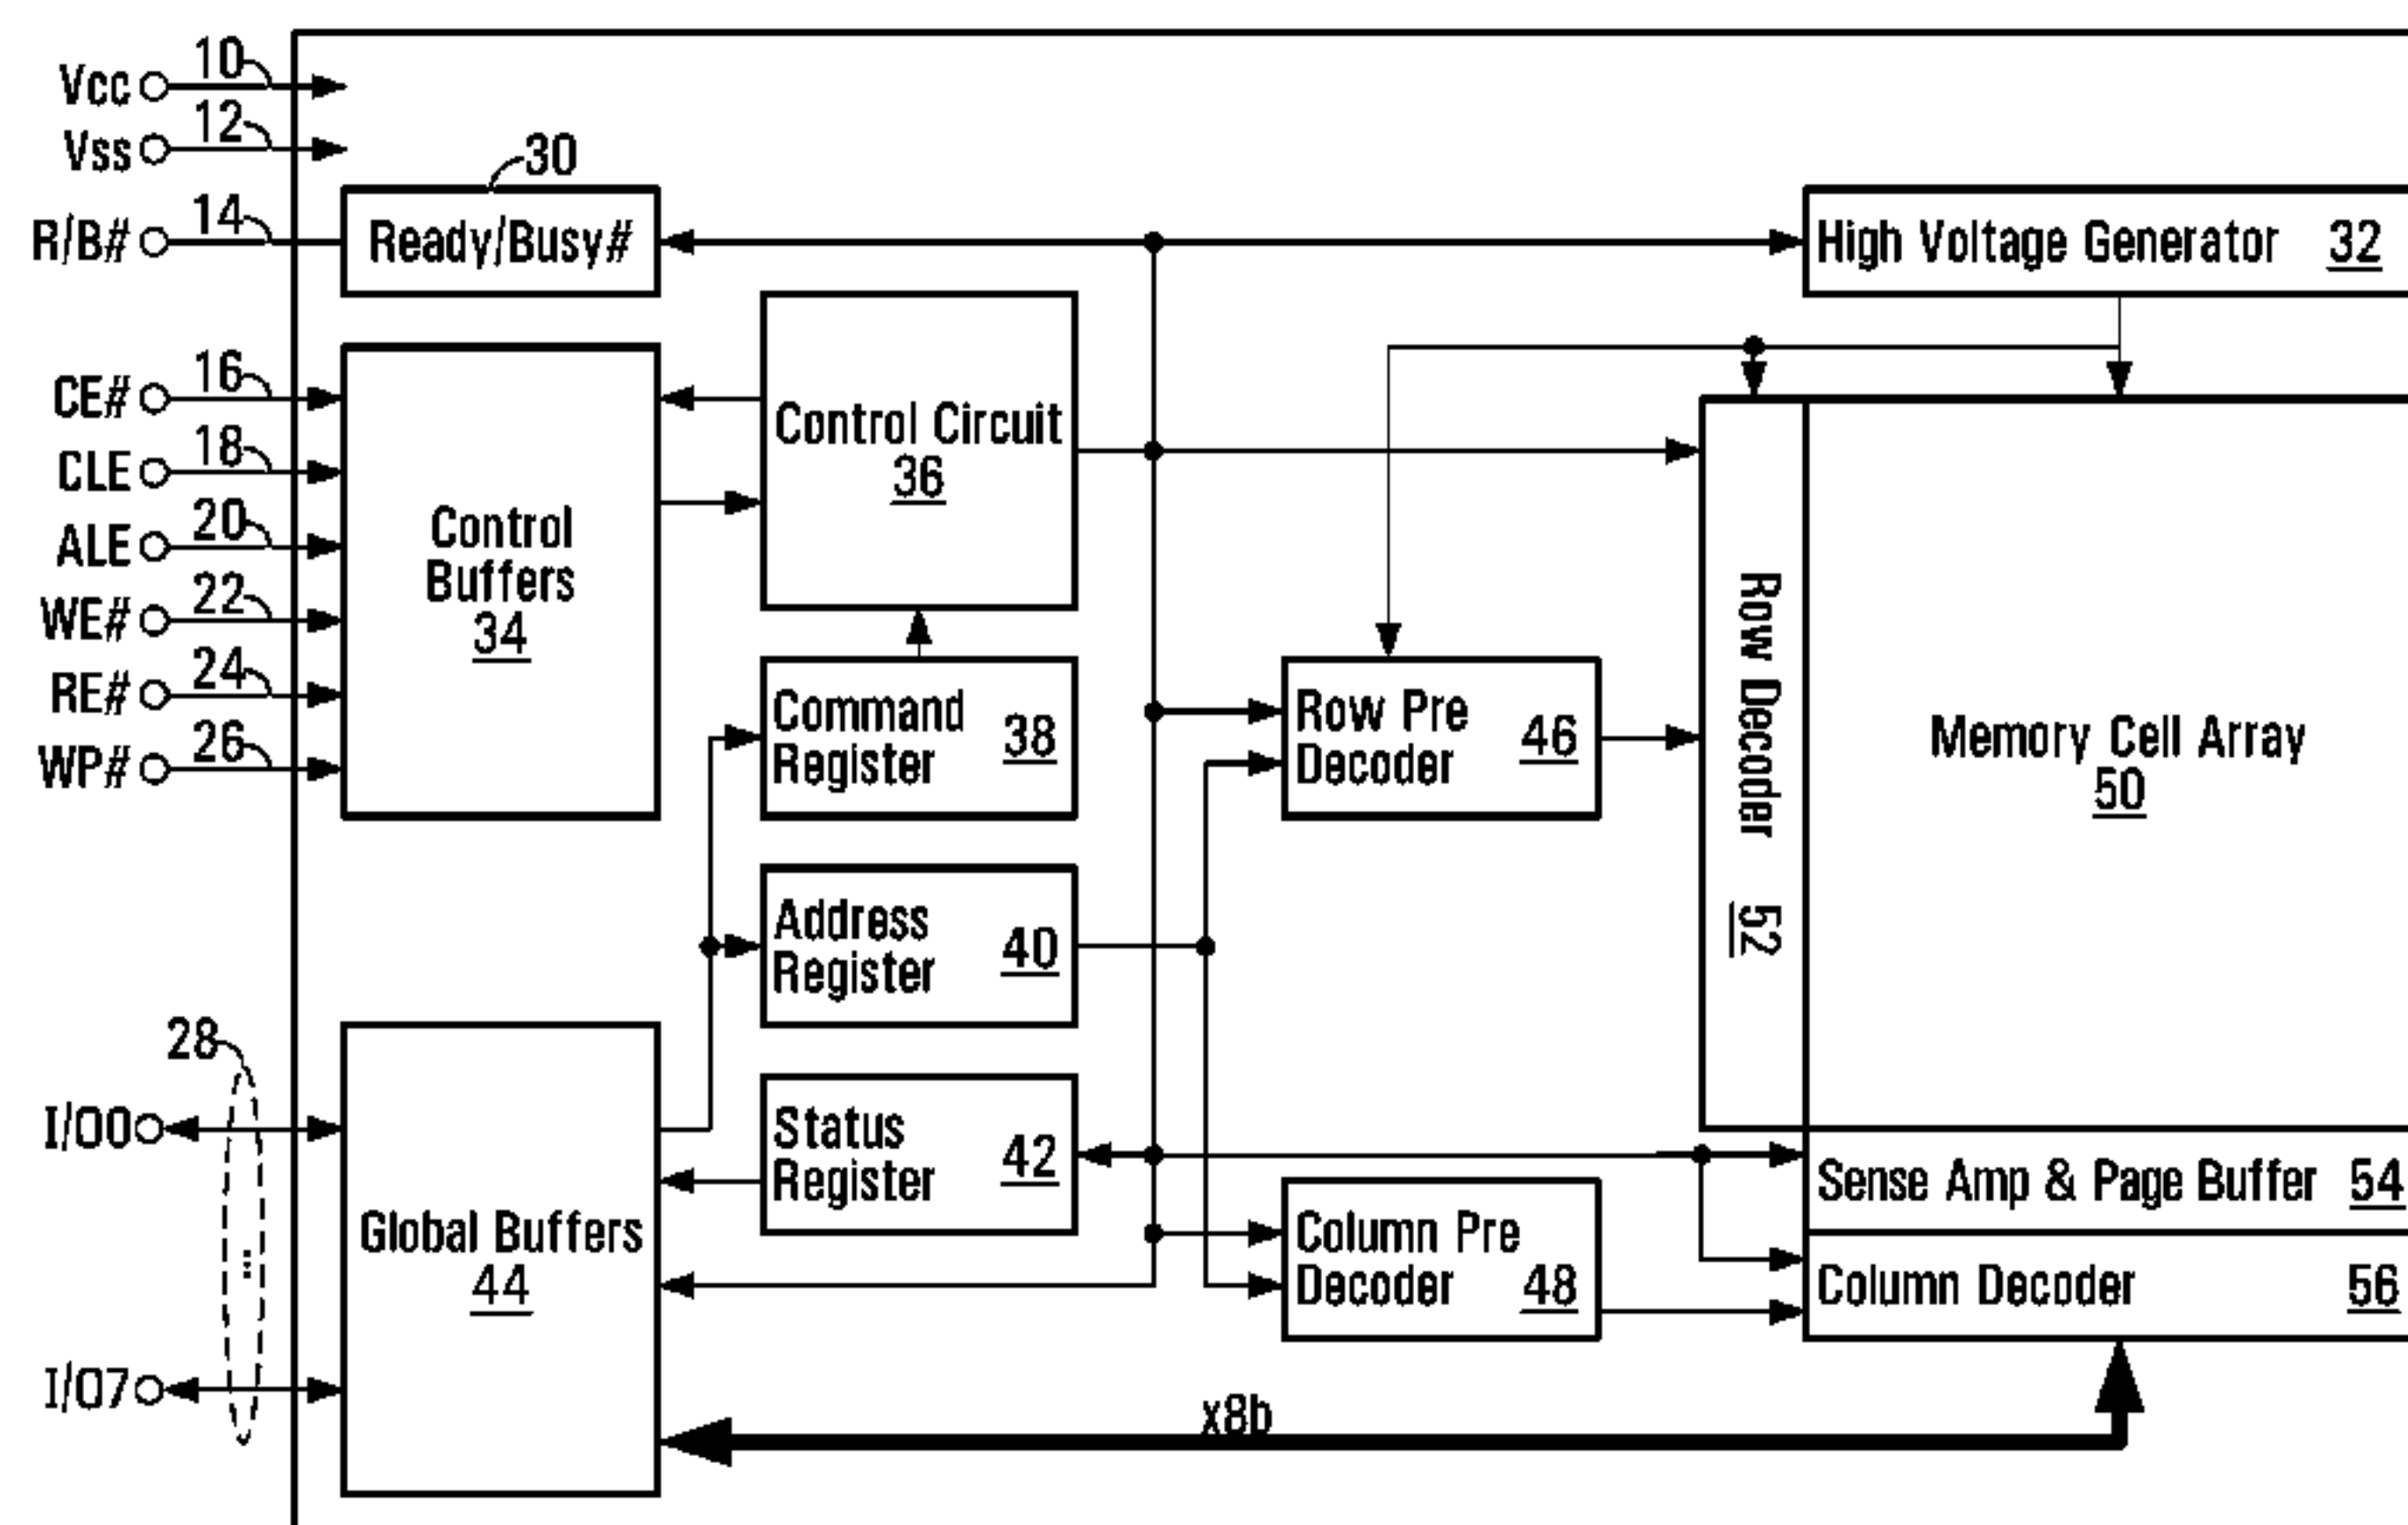 Vcc 10
Vss 12
R/B# 14
30
Ready/Busy#
High Voltage Generator 32
CE# 16
CLE 18
ALE 20
WE# 22
RE# 24
WP# 26
Control
Buffers
34
Control Circuit
36
Command
Register 38
Address
Register 40
Status
Register 42
Row Pre
Decoder 46
Row Decoder 52
Memory Cell Array
50
28
I/O0
I/O7
Global Buffers
44
Column Pre
Decoder 48
Sense Amp & Page Buffer 54
Column Decoder 56
x8b